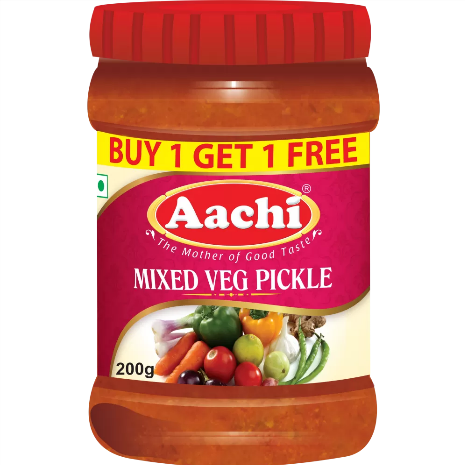 BUY 1 GET 1 FREE
Aachi®
The Mother of Good Taste
MIXED VEG PICKLE
200g